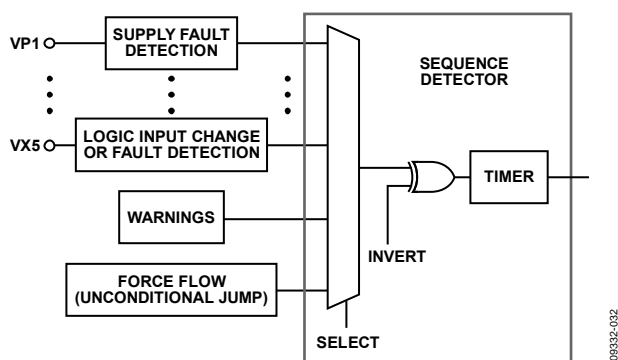 VP1
SUPPLY FAULT
DETECTION
SEQUENCE
DETECTOR
VX5
LOGIC INPUT CHANGE
OR FAULT DETECTION
TIMER
WARNINGS
INVERT
FORCE FLOW
(UNCONDITIONAL JUMP)
SELECT
09332-032